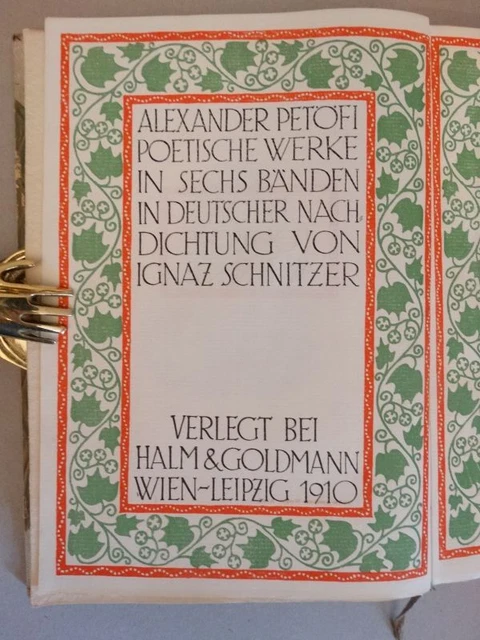 ALEXANDER PETŐFI
POETISCHE WERKE
IN SECHS BÄNDEN
IN DEUTSCHER NACH-
DICHTUNG VON
IGNAZ SCHNITZER
VERLEGT BEI
HALM & GOLDMANN
WIEN-LEIPZIG 1910